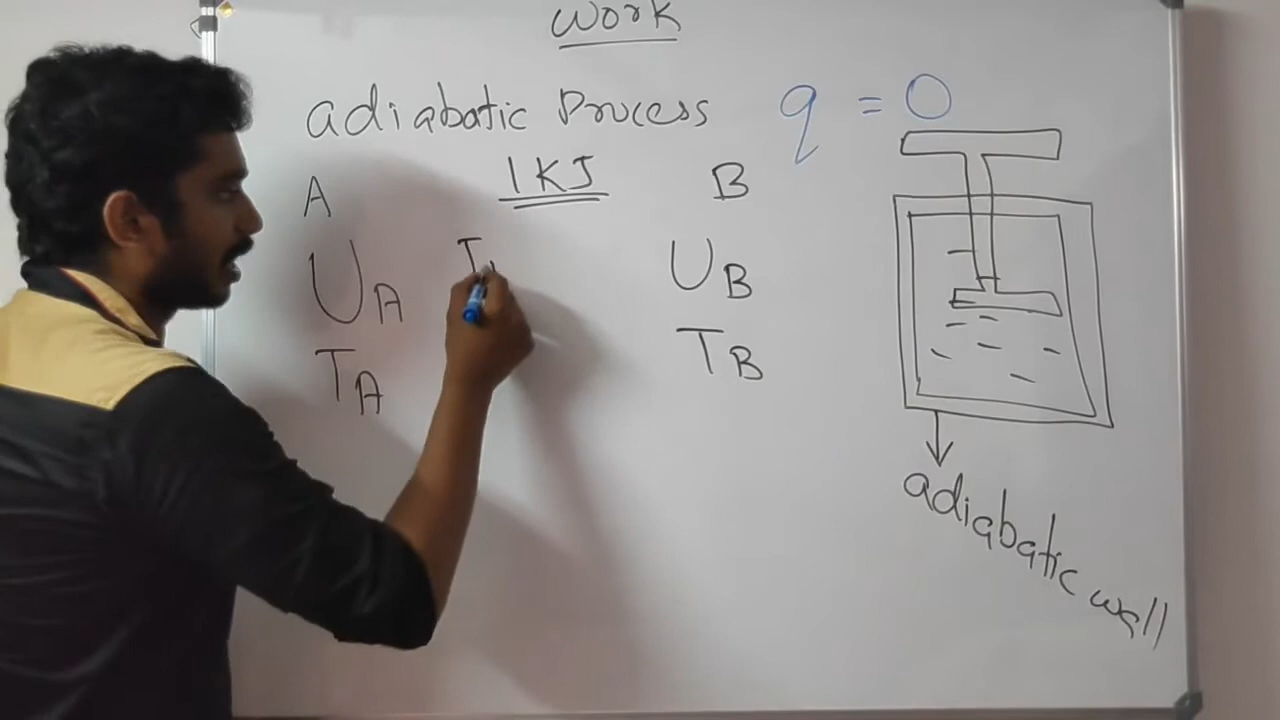 Work
adiabatic Process q = 0
A 1KJ B
UA UB
TA TB
adiabatic wall